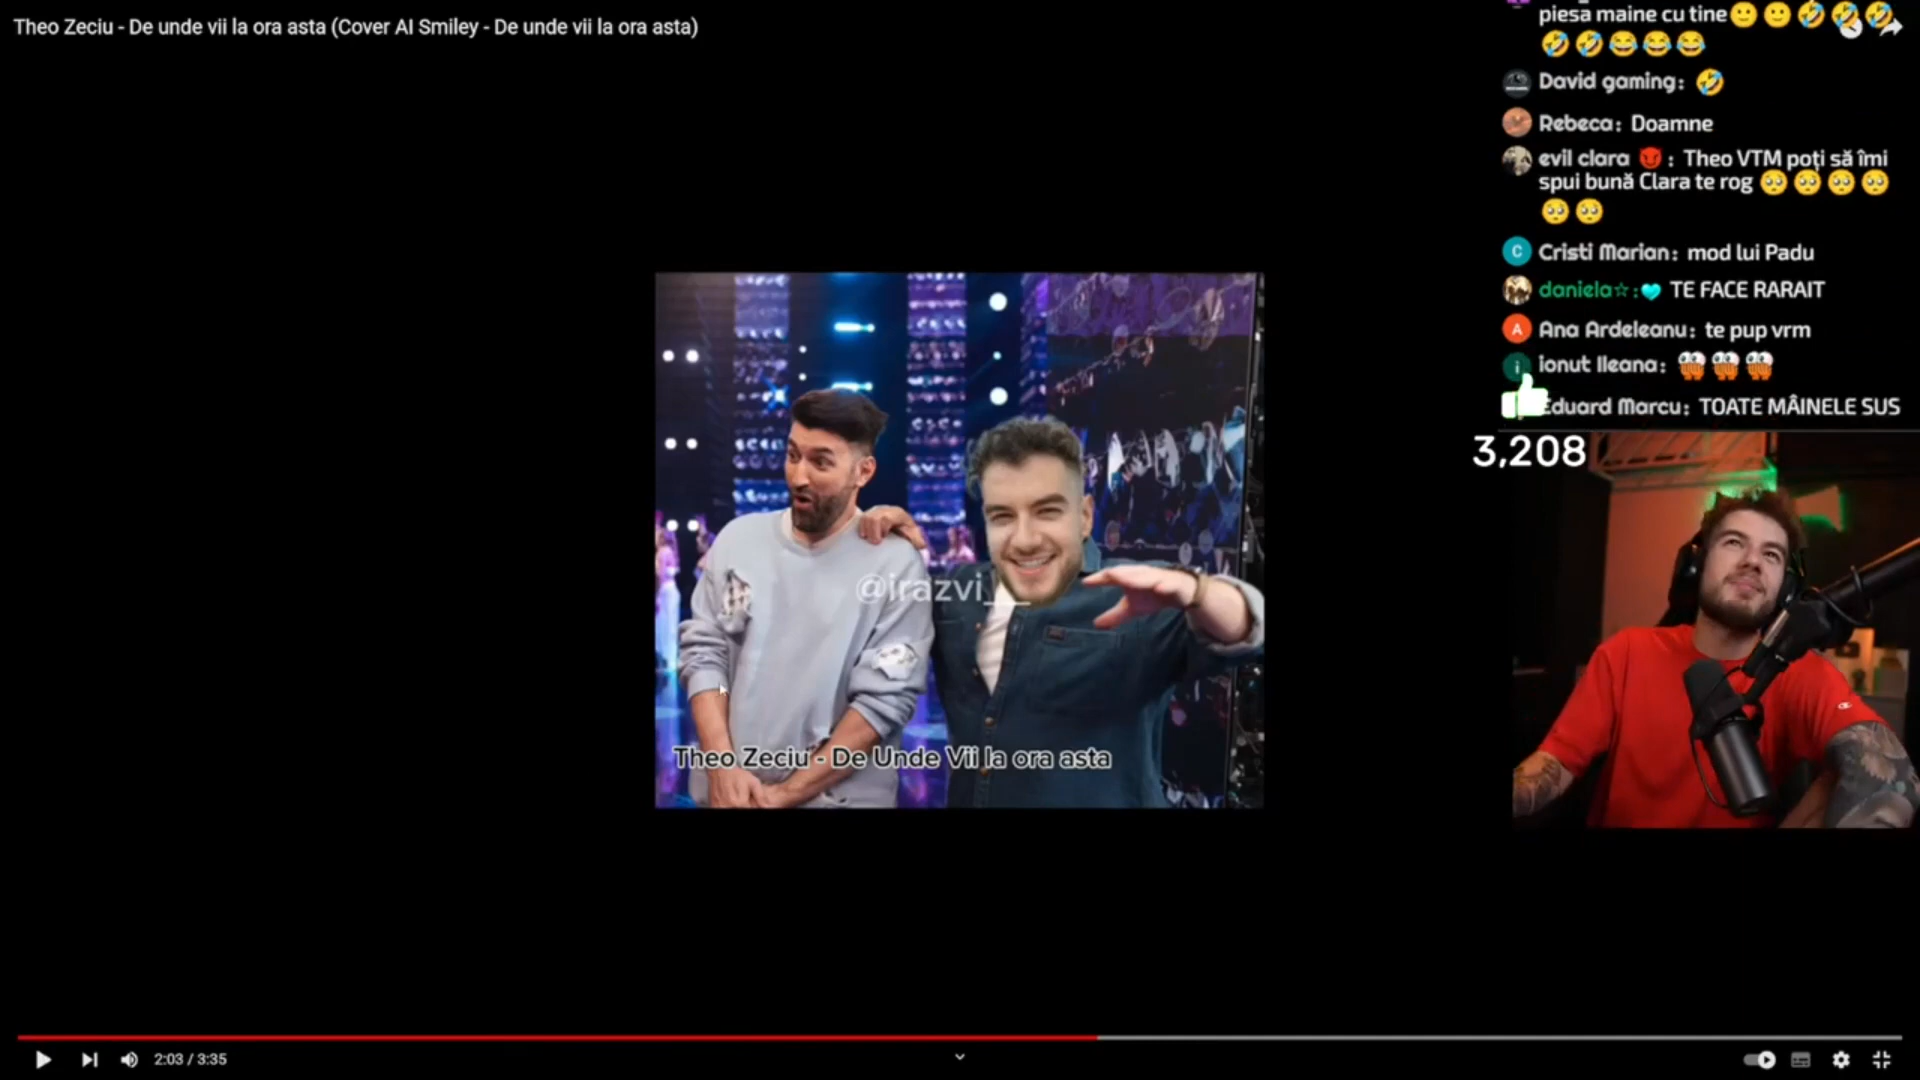 Theo Zeciu - De unde vii la ora asta (Cover AI Smiley - De unde vii la ora asta)
piesa maine cu tine🙂🙂🤣🤣🤣
🤣🤣😂😂😂
David gaming: 🤣
Rebeca: Doamne
evil clara 😈 : Theo VTM poți să îmi
spui bună Clara te rog 🥺🥺🥺🥺
🥺🥺
C Cristi Marian: mod lui Padu
daniela☆:🩵 TE FACE RARAIT
A Ana Ardeleanu: te pup vrm
i ionut Ileana:
Eduard Marcu: TOATE MÂINELE SUS
3,208
@irazvi__
Theo Zeciu - De Unde Vii la ora asta
2:03 / 3:35